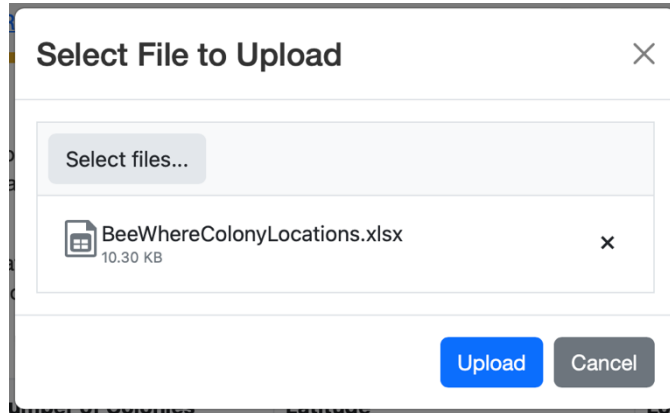 Select File to Upload
Select files...
BeeWhereColonyLocations.xlsx
10.30 KB
Upload
Cancel